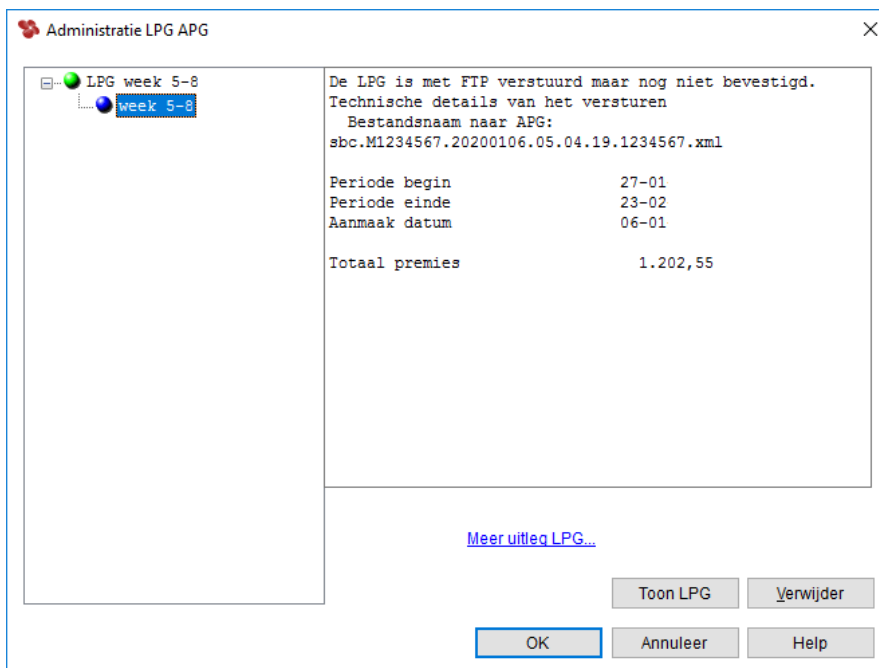 Administratie LPG APG
LPG week 5-8
week 5-8
De LPG is met FTP verstuurd maar nog niet bevestigd.
Technische details van het versturen
Bestandsnaam naar APG:
sbc.M1234567.20200106.05.04.19.1234567.xml
Periode begin 27-01
Periode einde 23-02
Aanmaak datum 06-01
Totaal premies 1.202,55
Meer uitleg LPG...
Toon LPG Verwijder
OK Annuleer Help